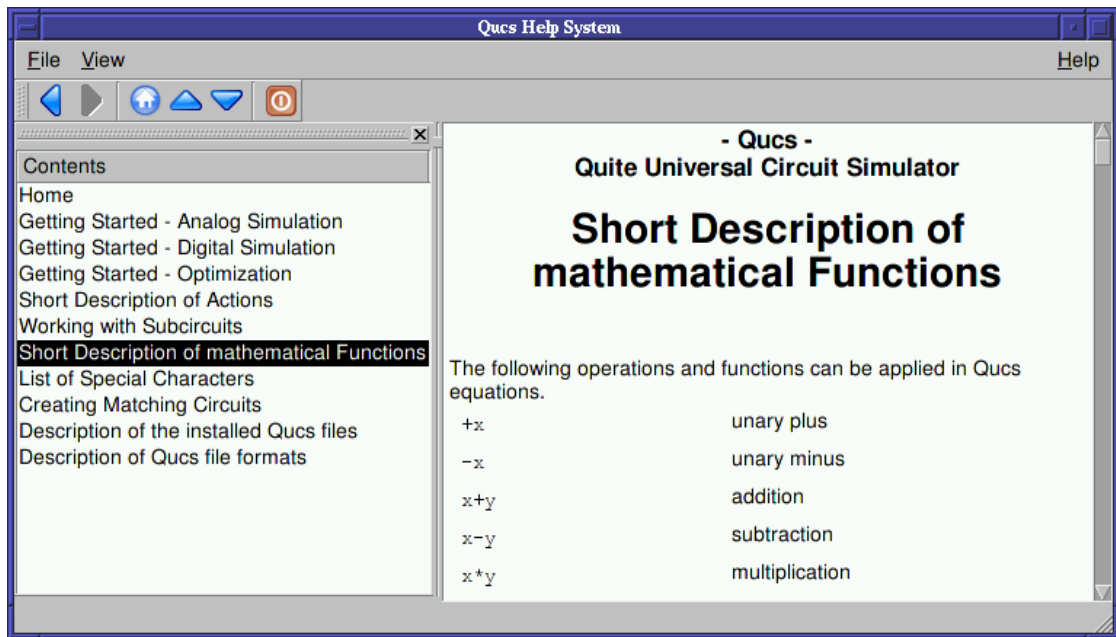 Qucs Help System
File View Help
Contents
Home
Getting Started - Analog Simulation
Getting Started - Digital Simulation
Getting Started - Optimization
Short Description of Actions
Working with Subcircuits
Short Description of mathematical Functions
List of Special Characters
Creating Matching Circuits
Description of the installed Qucs files
Description of Qucs file formats
- Qucs -
Quite Universal Circuit Simulator
Short Description of
mathematical Functions
The following operations and functions can be applied in Qucs
equations.
+x unary plus
-x unary minus
x+y addition
x-y subtraction
x*y multiplication